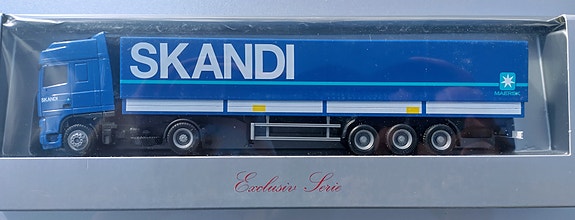 SKANDI
SKANDI
MAERSK
Exclusiv Serie